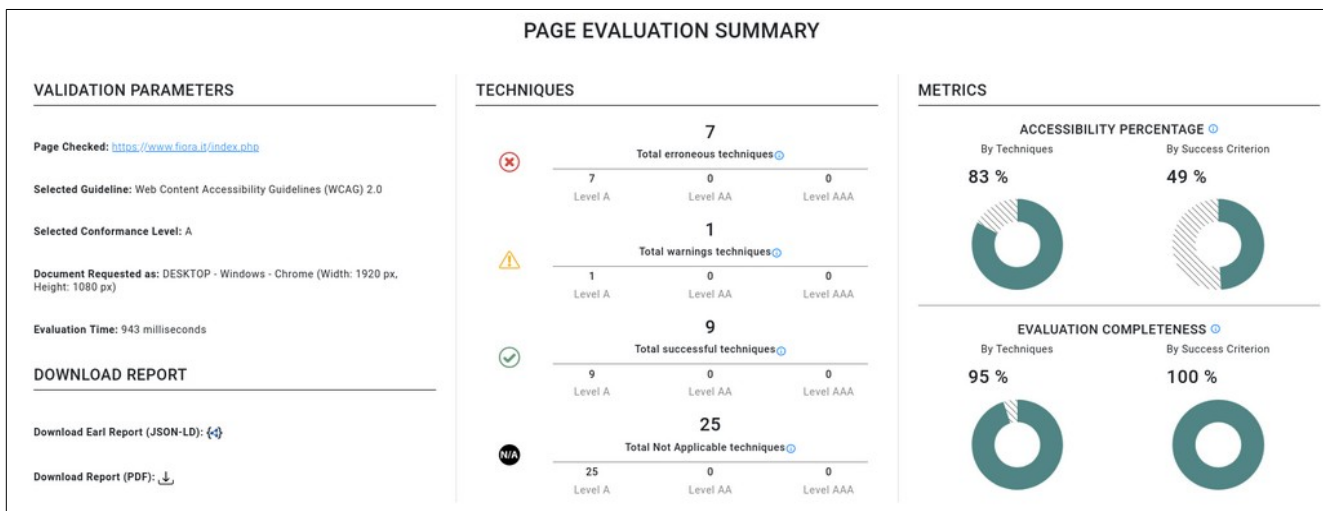 PAGE EVALUATION SUMMARY
VALIDATION PARAMETERS
Page Checked: https://www.fiora.it/index.php
Selected Guideline: Web Content Accessibility Guidelines (WCAG) 2.0
Selected Conformance Level: A
Document Requested as: DESKTOP - Windows - Chrome (Width: 1920 px,
Height: 1080 px)
Evaluation Time: 943 milliseconds
DOWNLOAD REPORT
Download Earl Report (JSON-LD):
Download Report (PDF):
TECHNIQUES
7
Total erroneous techniques
7 0 0
Level A Level AA Level AAA
1
Total warnings techniques
1 0 0
Level A Level AA Level AAA
9
Total successful techniques
9 0 0
Level A Level AA Level AAA
25
N/A Total Not Applicable techniques
25 0 0
Level A Level AA Level AAA
METRICS
ACCESSIBILITY PERCENTAGE
By Techniques By Success Criterion
83 % 49 %
EVALUATION COMPLETENESS
By Techniques By Success Criterion
95 % 100 %